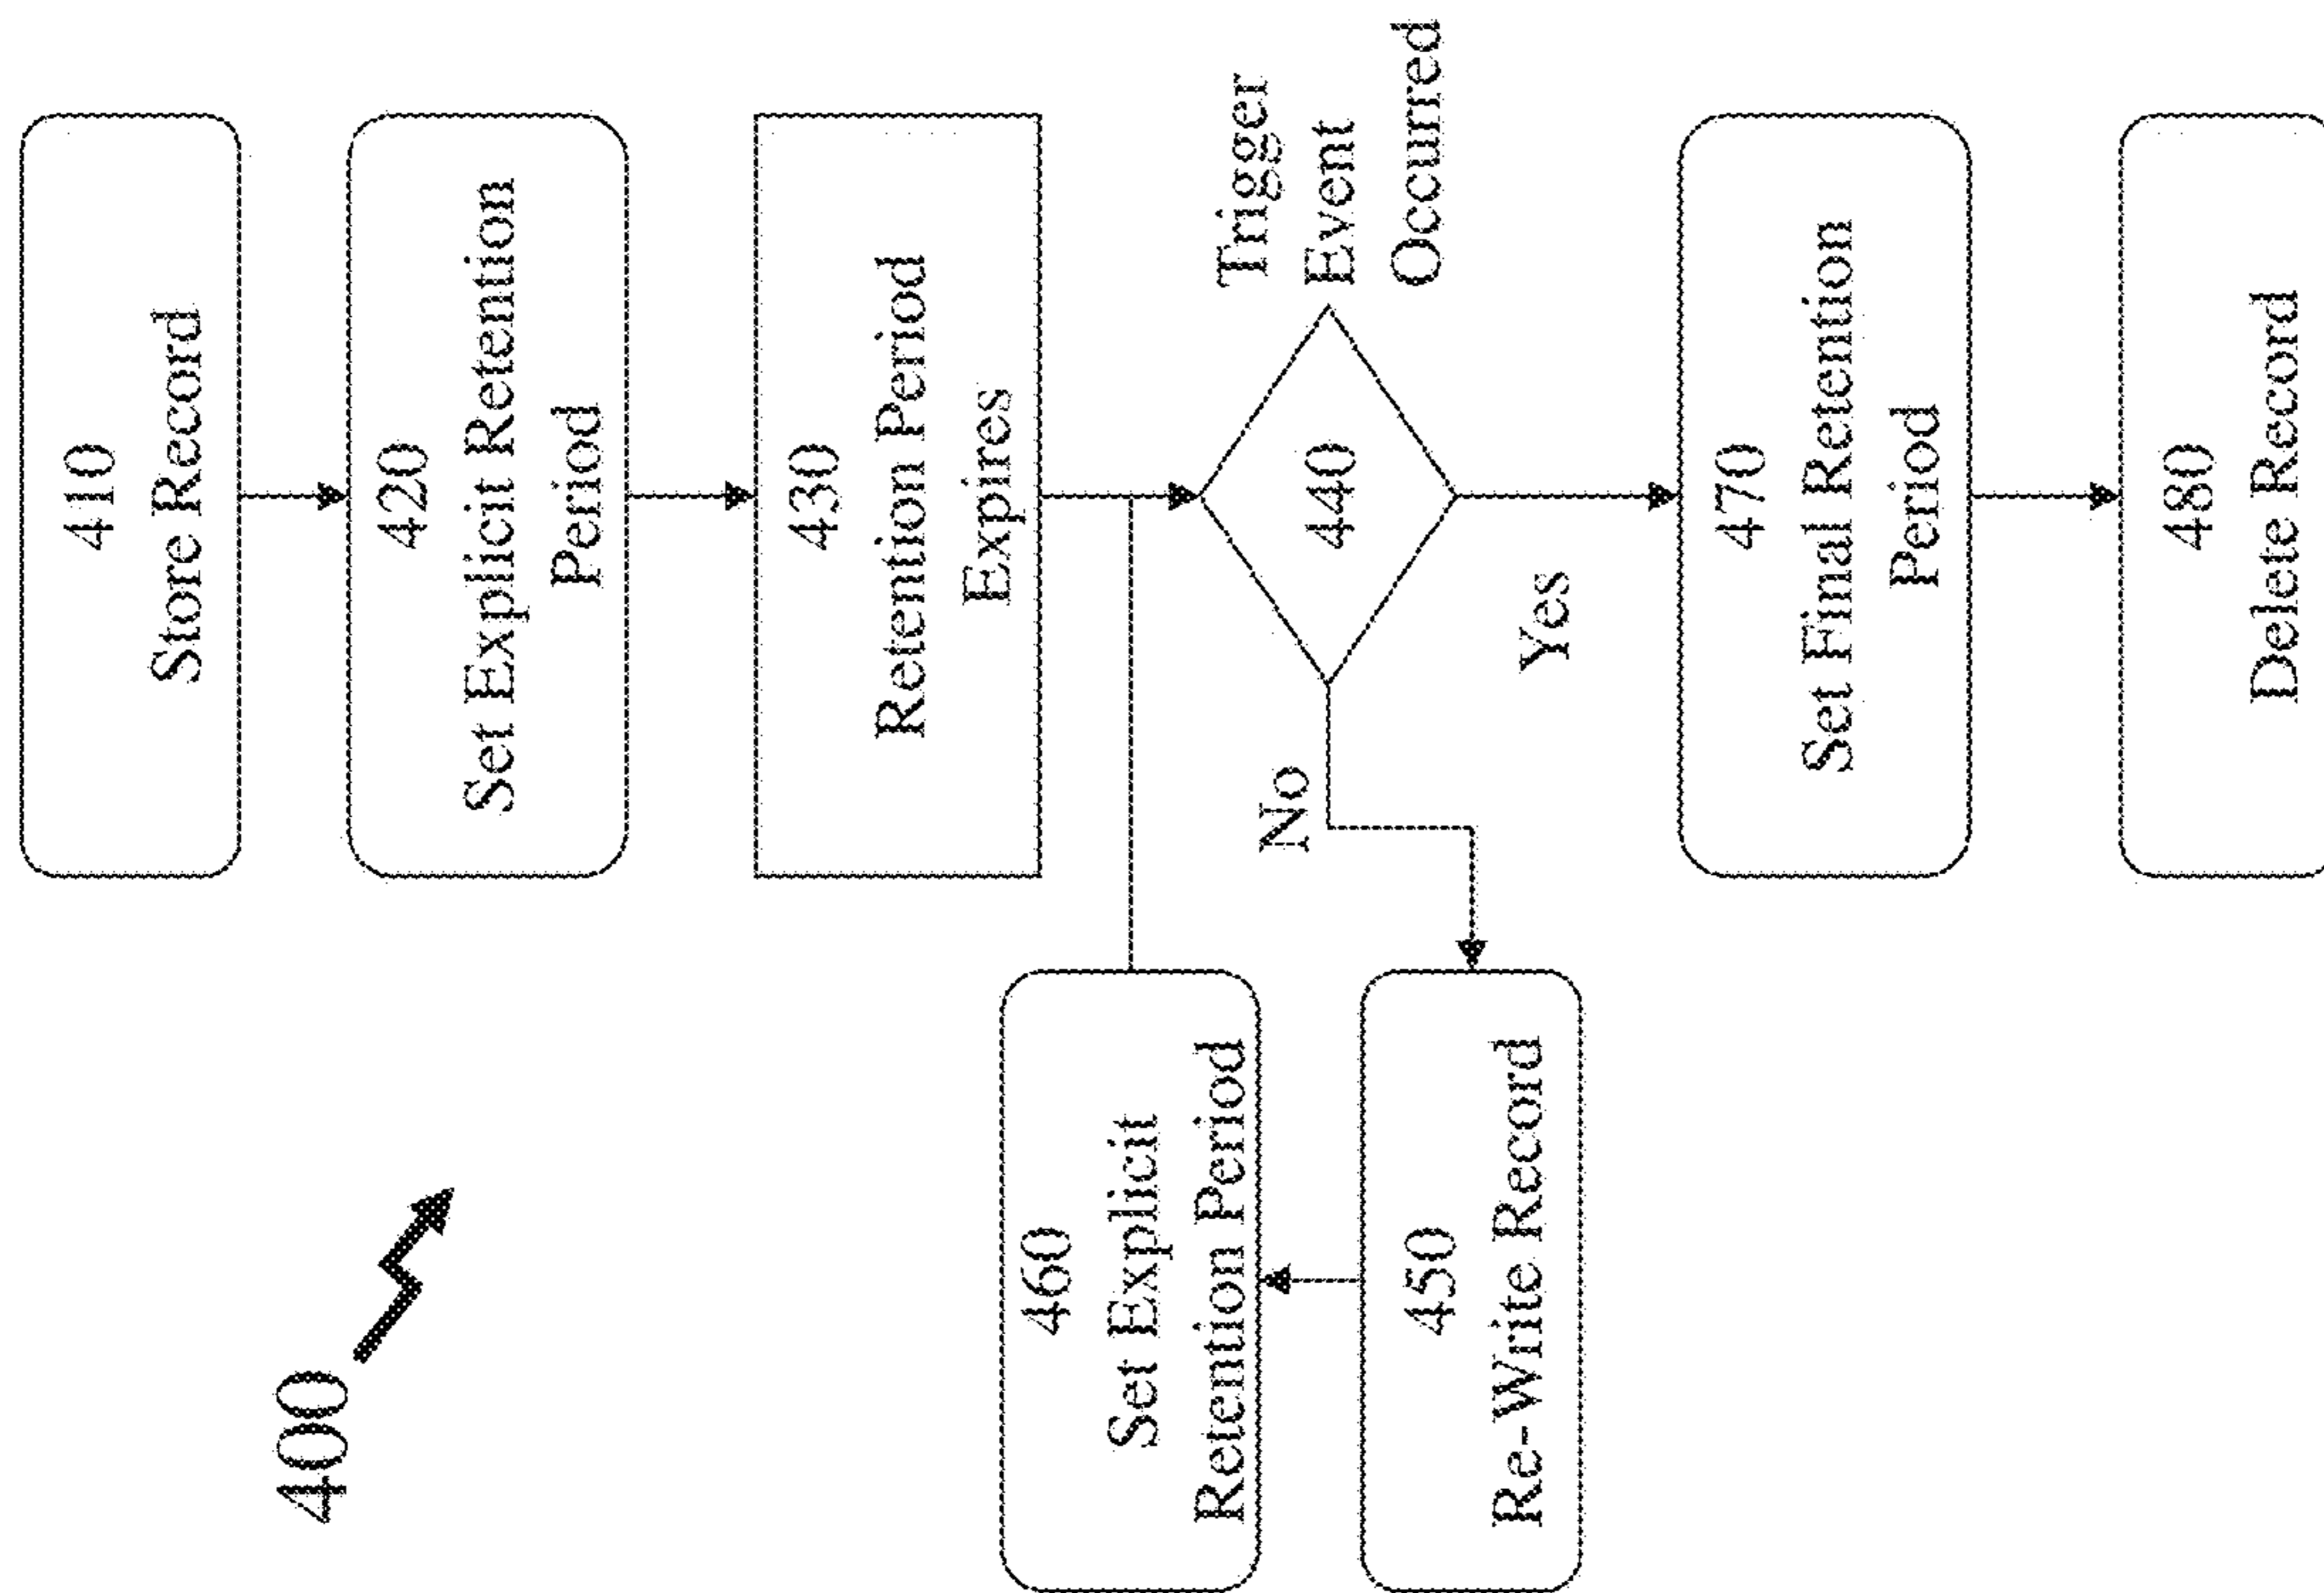 400
410
Store Record
420
Set Explicit Retention
Period
430
Retention Period
Expires
440
Trigger
Event
Occurred
No
Yes
460
Set Explicit
Retention Period
450
Re-Write Record
470
Set Final Retention
Period
480
Delete Record